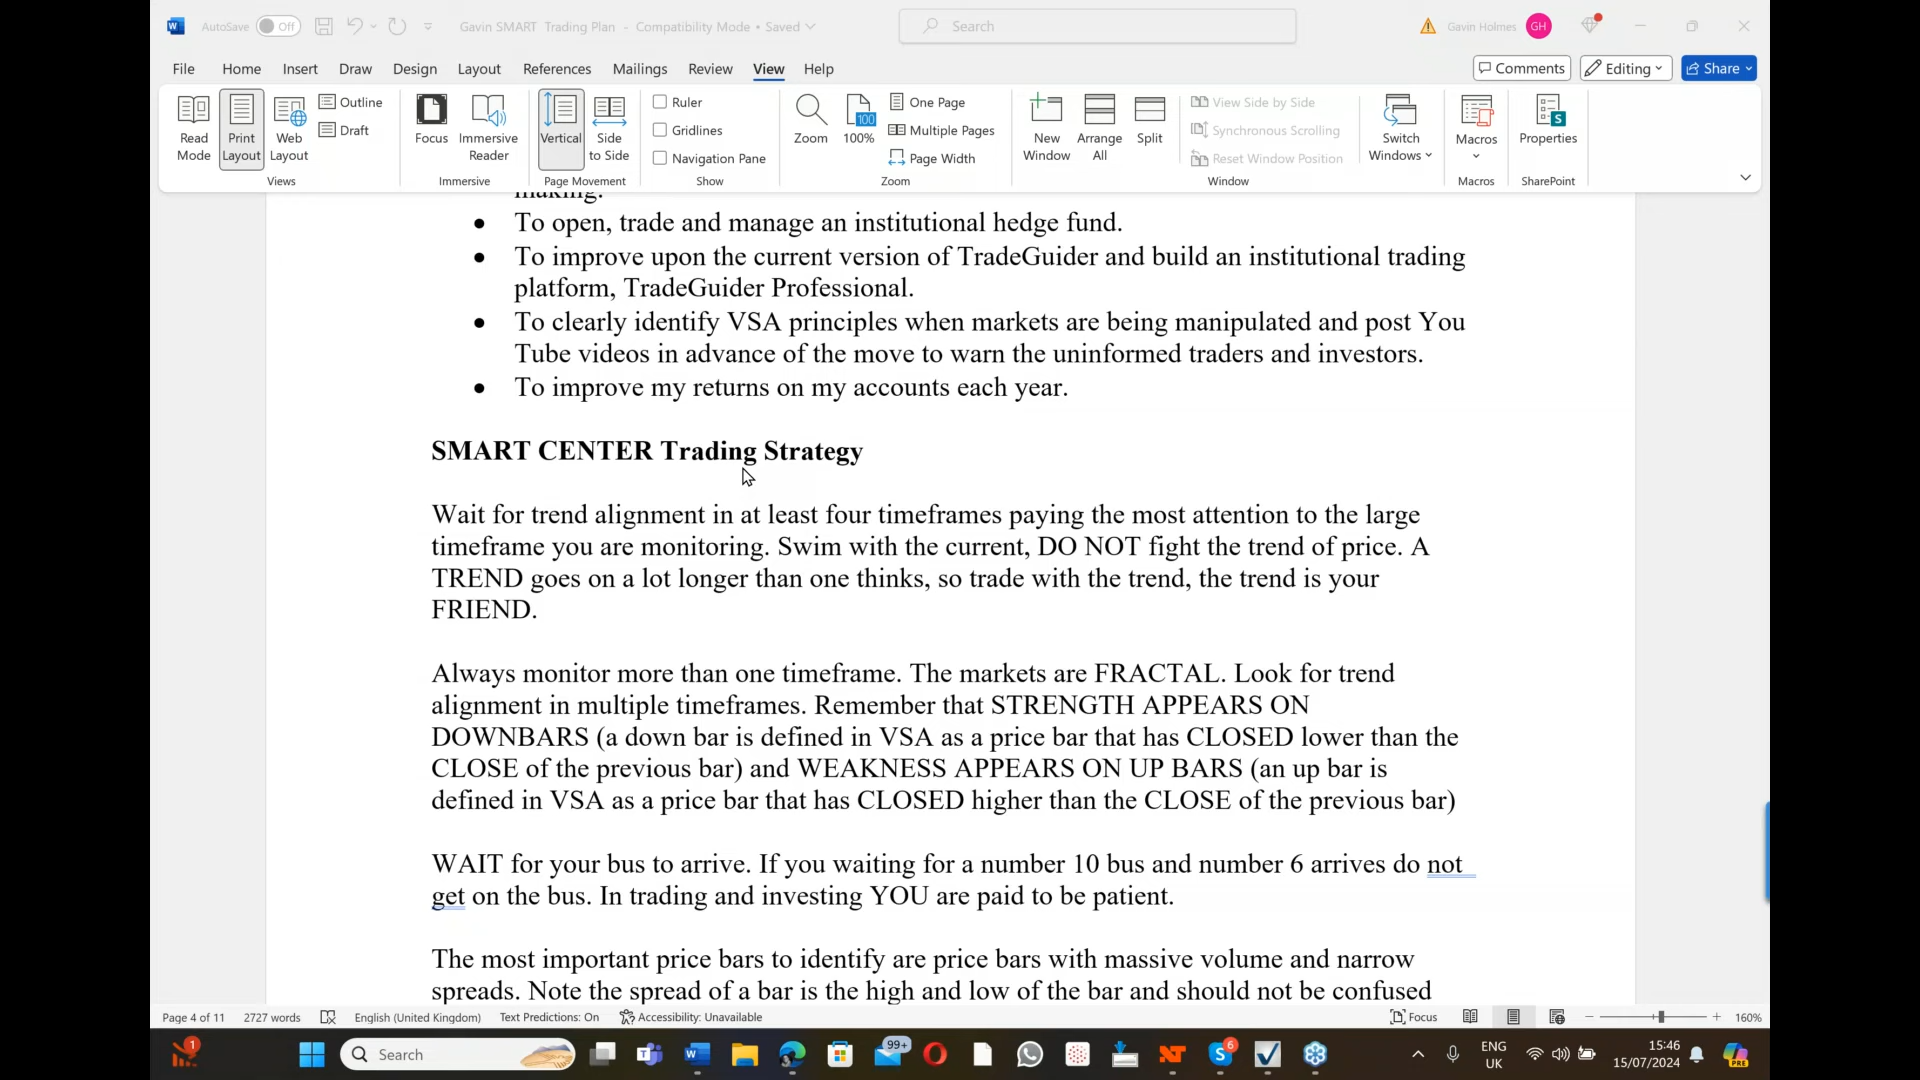 AutoSave Off Gavin SMART Trading Plan - Compatibility Mode • Saved Search Gavin Holmes GH
File Home Insert Draw Design Layout References Mailings Review View Help Comments Editing Share
Read Mode Print Layout Web Layout Outline Draft Focus Immersive Reader Vertical Side to Side Ruler Gridlines Navigation Pane Zoom 100 100% One Page Multiple Pages Page Width New Window Arrange All Split View Side by Side Synchronous Scrolling Reset Window Position Switch Windows Macros Properties
Views Immersive Page Movement Show Zoom Window Macros SharePoint
making.
• To open, trade and manage an institutional hedge fund.
• To improve upon the current version of TradeGuider and build an institutional trading
platform, TradeGuider Professional.
• To clearly identify VSA principles when markets are being manipulated and post You
Tube videos in advance of the move to warn the uninformed traders and investors.
• To improve my returns on my accounts each year.
SMART CENTER Trading Strategy
Wait for trend alignment in at least four timeframes paying the most attention to the large
timeframe you are monitoring. Swim with the current, DO NOT fight the trend of price. A
TREND goes on a lot longer than one thinks, so trade with the trend, the trend is your
FRIEND.
Always monitor more than one timeframe. The markets are FRACTAL. Look for trend
alignment in multiple timeframes. Remember that STRENGTH APPEARS ON
DOWNBARS (a down bar is defined in VSA as a price bar that has CLOSED lower than the
CLOSE of the previous bar) and WEAKNESS APPEARS ON UP BARS (an up bar is
defined in VSA as a price bar that has CLOSED higher than the CLOSE of the previous bar)
WAIT for your bus to arrive. If you waiting for a number 10 bus and number 6 arrives do not
get on the bus. In trading and investing YOU are paid to be patient.
The most important price bars to identify are price bars with massive volume and narrow
spreads. Note the spread of a bar is the high and low of the bar and should not be confused
Page 4 of 11 2727 words English (United Kingdom) Text Predictions: On Accessibility: Unavailable Focus 160%
1 Search 99+ 6 ENG UK 15:46 15/07/2024 PRE